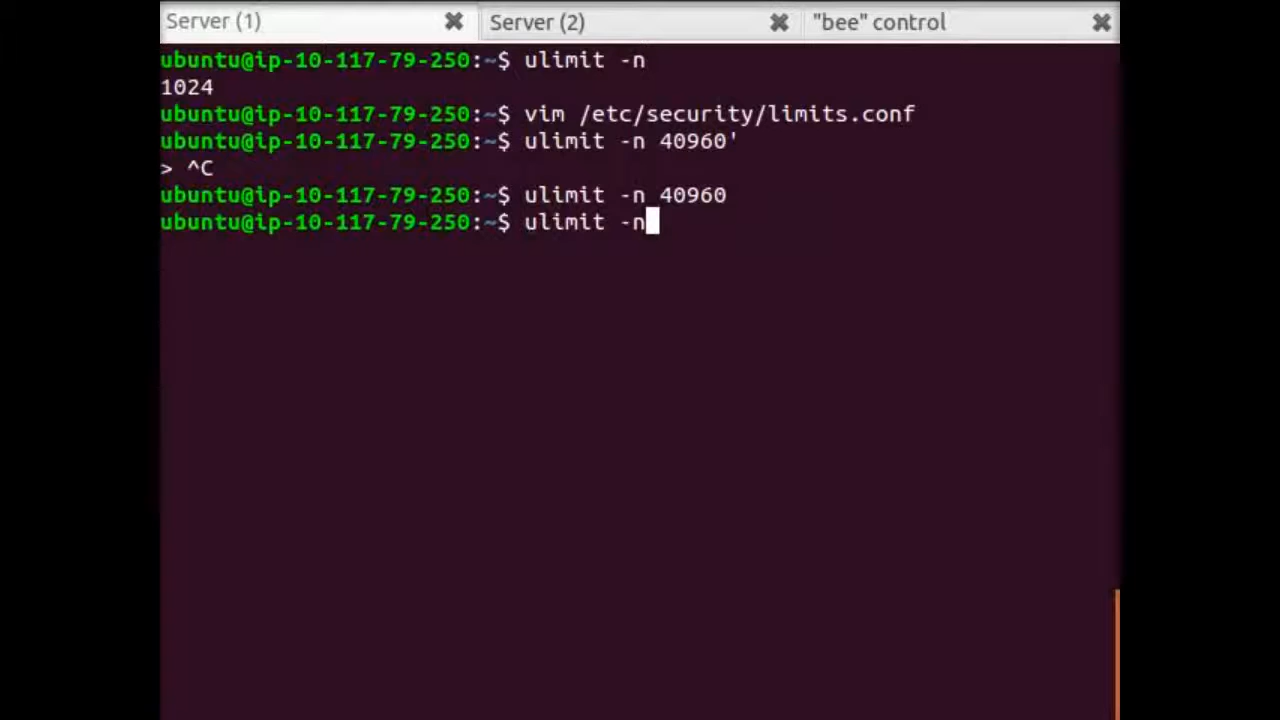 Server (1)
Server (2)
"bee" control
ubuntu@ip-10-117-79-250:~$ ulimit -n
1024
ubuntu@ip-10-117-79-250:~$ vim /etc/security/limits.conf
ubuntu@ip-10-117-79-250:~$ ulimit -n 40960'
> ^C
ubuntu@ip-10-117-79-250:~$ ulimit -n 40960
ubuntu@ip-10-117-79-250:~$ ulimit -n